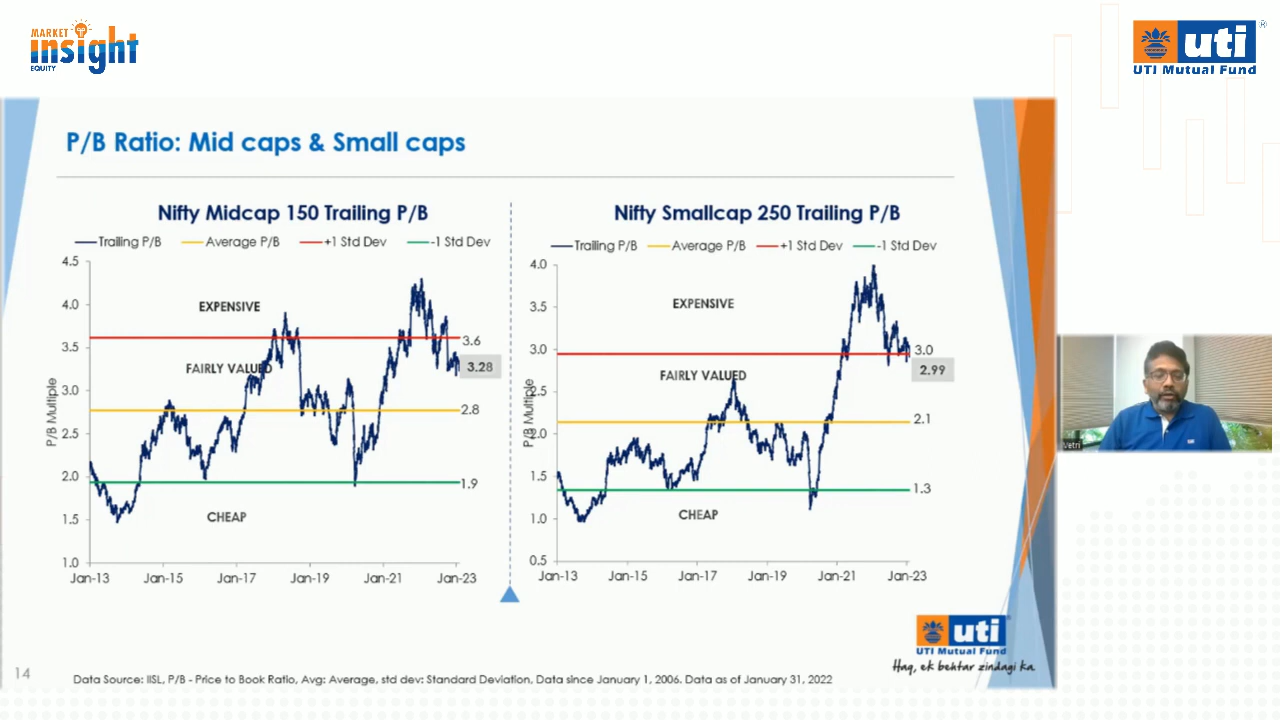 MARKET
insight
EQUITY
uti
®
UTI Mutual Fund
P/B Ratio: Mid caps & Small caps
Nifty Midcap 150 Trailing P/B
Trailing P/B
Average P/B
+1 Std Dev
-1 Std Dev
P/B Multiple
4.5
4.0
3.5
3.0
2.5
2.0
1.5
1.0
EXPENSIVE
FAIRLY VALUED
CHEAP
3.6
3.28
2.8
1.9
Jan-13
Jan-15
Jan-17
Jan-19
Jan-21
Jan-23
Nifty Smallcap 250 Trailing P/B
Trailing P/B
Average P/B
+1 Std Dev
-1 Std Dev
P/B Multiple
4.0
3.5
3.0
2.5
2.0
1.5
1.0
0.5
EXPENSIVE
FAIRLY VALUED
CHEAP
3.0
2.99
2.1
1.3
Jan-13
Jan-15
Jan-17
Jan-19
Jan-21
Jan-23
Vetri
uti
UTI Mutual Fund
Haq, ek behtar zindagi ka.
14
Data Source: IISL, P/B - Price to Book Ratio, Avg: Average, std dev: Standard Deviation, Data since January 1, 2006. Data as of January 31, 2022